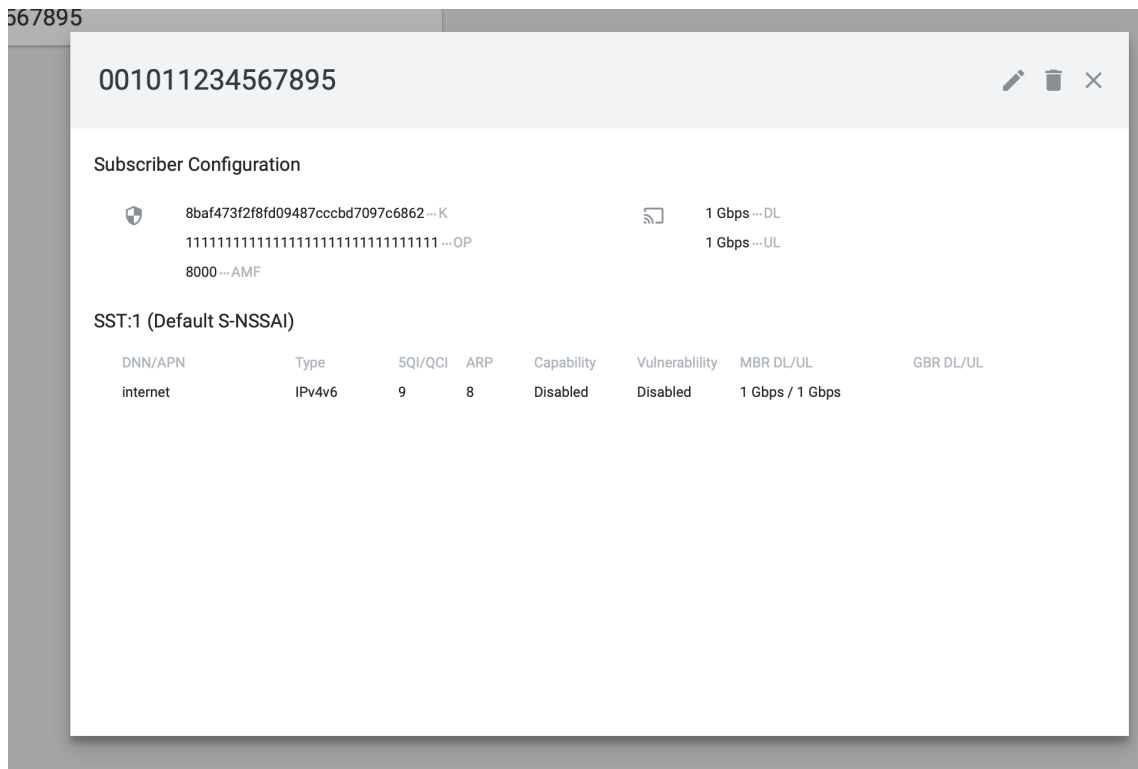 567895
001011234567895
Subscriber Configuration
8baf473f2f8fd09487cccbd7097c6862···K
11111111111111111111111111111111···OP
8000···AMF
1 Gbps···DL
1 Gbps···UL
SST:1 (Default S-NSSAI)
DNN/APN Type 5QI/QCI ARP Capability Vulnerablility MBR DL/UL GBR DL/UL
internet IPv4v6 9 8 Disabled Disabled 1 Gbps / 1 Gbps